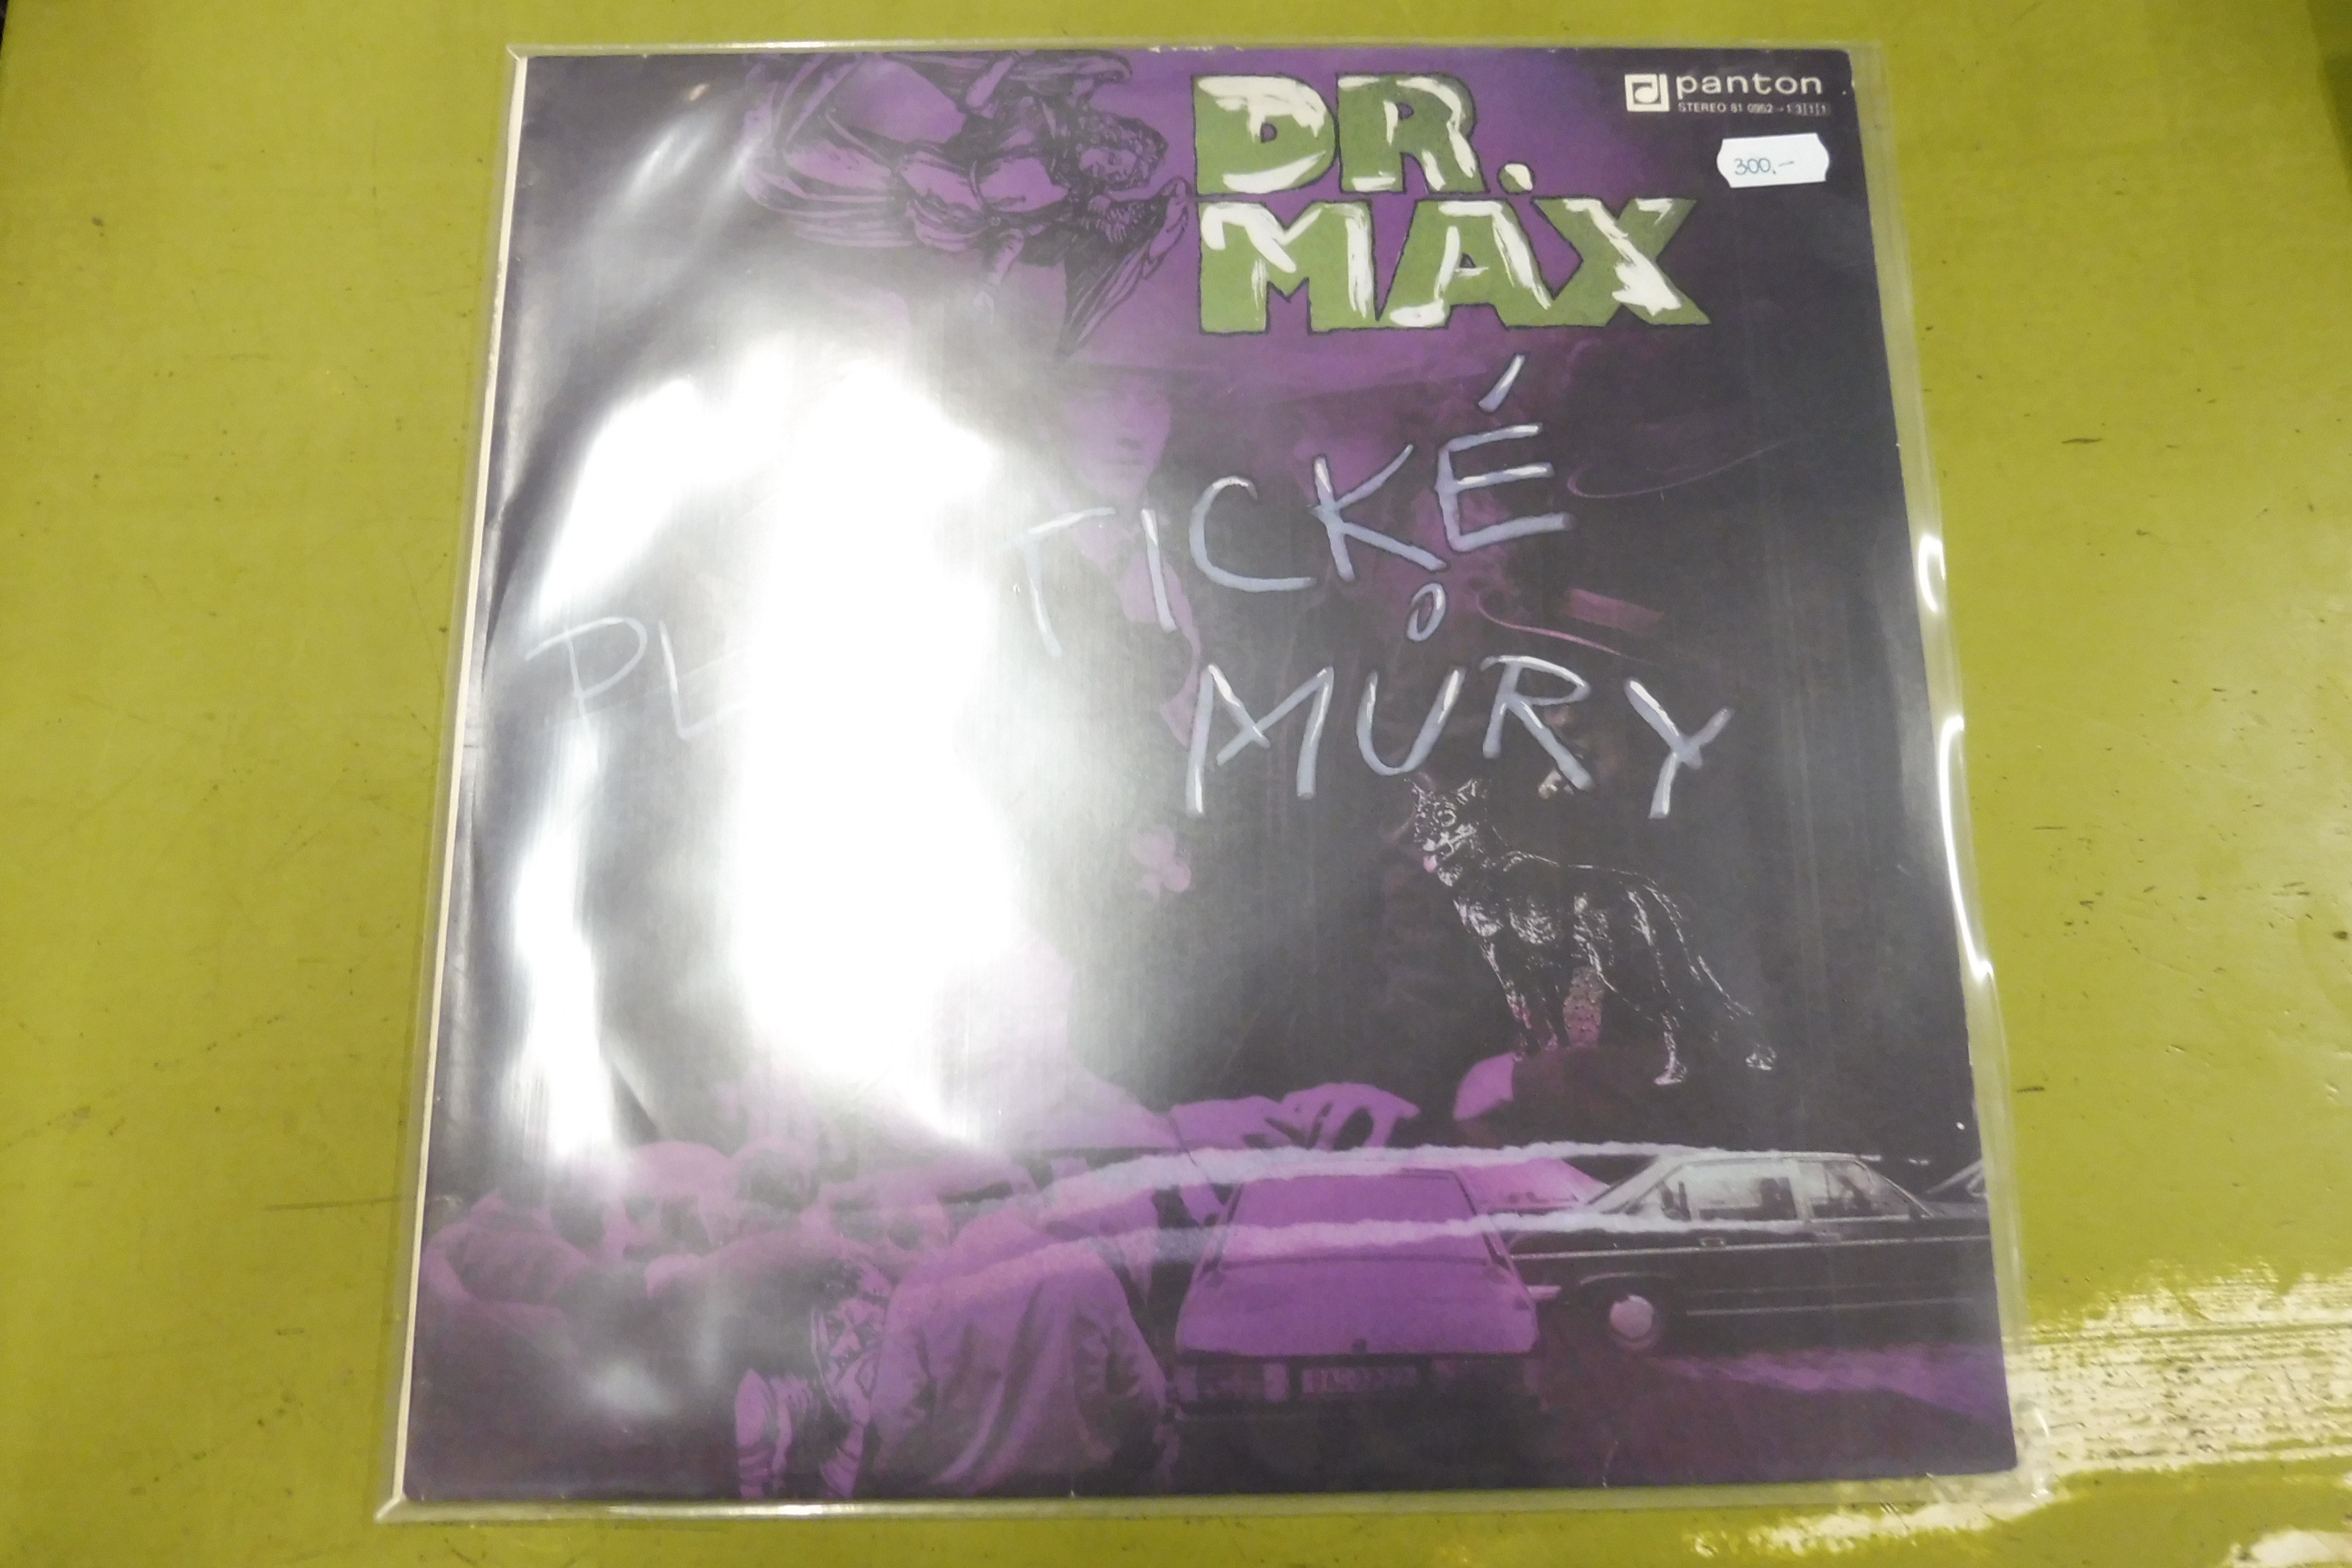 panton
STEREO 81 0952-1 311
300,-
DR.
MAX
TICKÉ
MŮRY